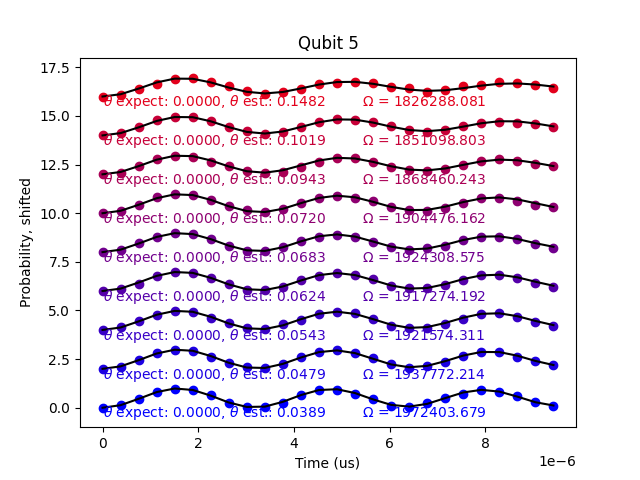 Qubit 5
17.5
θ expect: 0.0000, θ est.: 0.1482 Ω = 1826288.081
15.0
θ expect: 0.0000, θ est.: 0.1019 Ω = 1851098.803
12.5
θ expect: 0.0000, θ est.: 0.0943 Ω = 1868460.243
10.0
θ expect: 0.0000, θ est.: 0.0720 Ω = 1904476.162
Probability, shifted
7.5
θ expect: 0.0000, θ est.: 0.0683 Ω = 1924308.575
θ expect: 0.0000, θ est.: 0.0624 Ω = 1917274.192
5.0
θ expect: 0.0000, θ est.: 0.0543 Ω = 1921574.311
2.5
θ expect: 0.0000, θ est.: 0.0479 Ω = 1937772.214
0.0
θ expect: 0.0000, θ est.: 0.0389 Ω = 1972403.679
0 2 4 6 8
Time (us)
1e−6